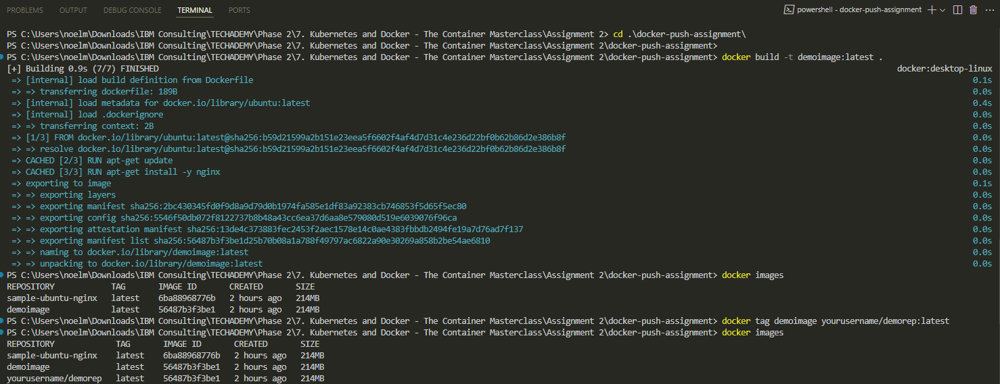 PROBLEMS OUTPUT DEBUG CONSOLE TERMINAL PORTS powershell - docker-push-assignment
PS C:\Users\noelm\Downloads\IBM Consulting\TECHADEMY\Phase 2\7. Kubernetes and Docker - The Container Masterclass\Assignment 2> cd .\docker-push-assignment\
PS C:\Users\noelm\Downloads\IBM Consulting\TECHADEMY\Phase 2\7. Kubernetes and Docker - The Container Masterclass\Assignment 2\docker-push-assignment>
PS C:\Users\noelm\Downloads\IBM Consulting\TECHADEMY\Phase 2\7. Kubernetes and Docker - The Container Masterclass\Assignment 2\docker-push-assignment> docker build -t demoimage:latest .
[+] Building 0.9s (7/7) FINISHED docker:desktop-linux
=> [internal] load build definition from Dockerfile 0.1s
=> => transferring dockerfile: 189B 0.0s
=> [internal] load metadata for docker.io/library/ubuntu:latest 0.4s
=> [internal] load .dockerignore 0.0s
=> => transferring context: 2B 0.0s
=> [1/3] FROM docker.io/library/ubuntu:latest@sha256:b59d21599a2b151e23eea5f6602f4af4d7d31c4e236d22bf0b62b86d2e386b8f 0.0s
=> => resolve docker.io/library/ubuntu:latest@sha256:b59d21599a2b151e23eea5f6602f4af4d7d31c4e236d22bf0b62b86d2e386b8f 0.0s
=> CACHED [2/3] RUN apt-get update 0.0s
=> CACHED [3/3] RUN apt-get install -y nginx 0.0s
=> exporting to image 0.1s
=> => exporting layers 0.0s
=> => exporting manifest sha256:2bc430345fd0f9d8a9d79d0b1974fa585e1df83a92383cb746853f5d65f5ec80 0.0s
=> => exporting config sha256:5546f50db072f8122737b8b48a43cc6ea37d6aa8e579080d519e6039076f96ca 0.0s
=> => exporting attestation manifest sha256:13de4c373883fec2453f2aec1578e14c0ae4383fbbdb2494fe19a7d76ad7f137 0.0s
=> => exporting manifest list sha256:56487b3f3be1d25b70b08a1a788f49797ac6822a90e30269a858b2be54ae6810 0.0s
=> => naming to docker.io/library/demoimage:latest 0.0s
=> => unpacking to docker.io/library/demoimage:latest 0.0s
PS C:\Users\noelm\Downloads\IBM Consulting\TECHADEMY\Phase 2\7. Kubernetes and Docker - The Container Masterclass\Assignment 2\docker-push-assignment> docker images
REPOSITORY TAG IMAGE ID CREATED SIZE
sample-ubuntu-nginx latest 6ba88968776b 2 hours ago 214MB
demoimage latest 56487b3f3be1 2 hours ago 214MB
PS C:\Users\noelm\Downloads\IBM Consulting\TECHADEMY\Phase 2\7. Kubernetes and Docker - The Container Masterclass\Assignment 2\docker-push-assignment> docker tag demoimage yourusername/demorep:latest
PS C:\Users\noelm\Downloads\IBM Consulting\TECHADEMY\Phase 2\7. Kubernetes and Docker - The Container Masterclass\Assignment 2\docker-push-assignment> docker images
REPOSITORY TAG IMAGE ID CREATED SIZE
sample-ubuntu-nginx latest 6ba88968776b 2 hours ago 214MB
demoimage latest 56487b3f3be1 2 hours ago 214MB
yourusername/demorep latest 56487b3f3be1 2 hours ago 214MB